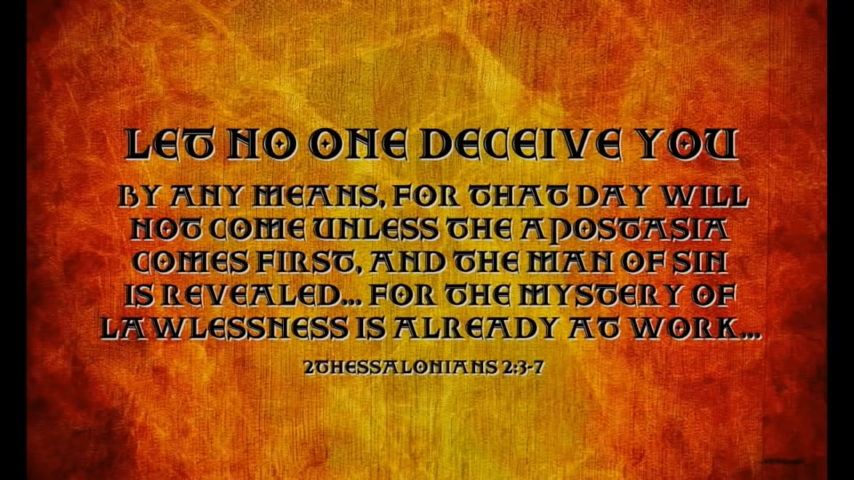 LET NO ONE DECEIVE YOU
BY ANY MEANS, FOR THAT DAY WILL
NOT COME UNLESS THE APOSTASIA
COMES FIRST, AND THE MAN OF SIN
IS REVEALED... FOR THE MYSTERY OF
LAWLESSNESS IS ALREADY AT WORK...
2THESSALONIANS 2:3-7